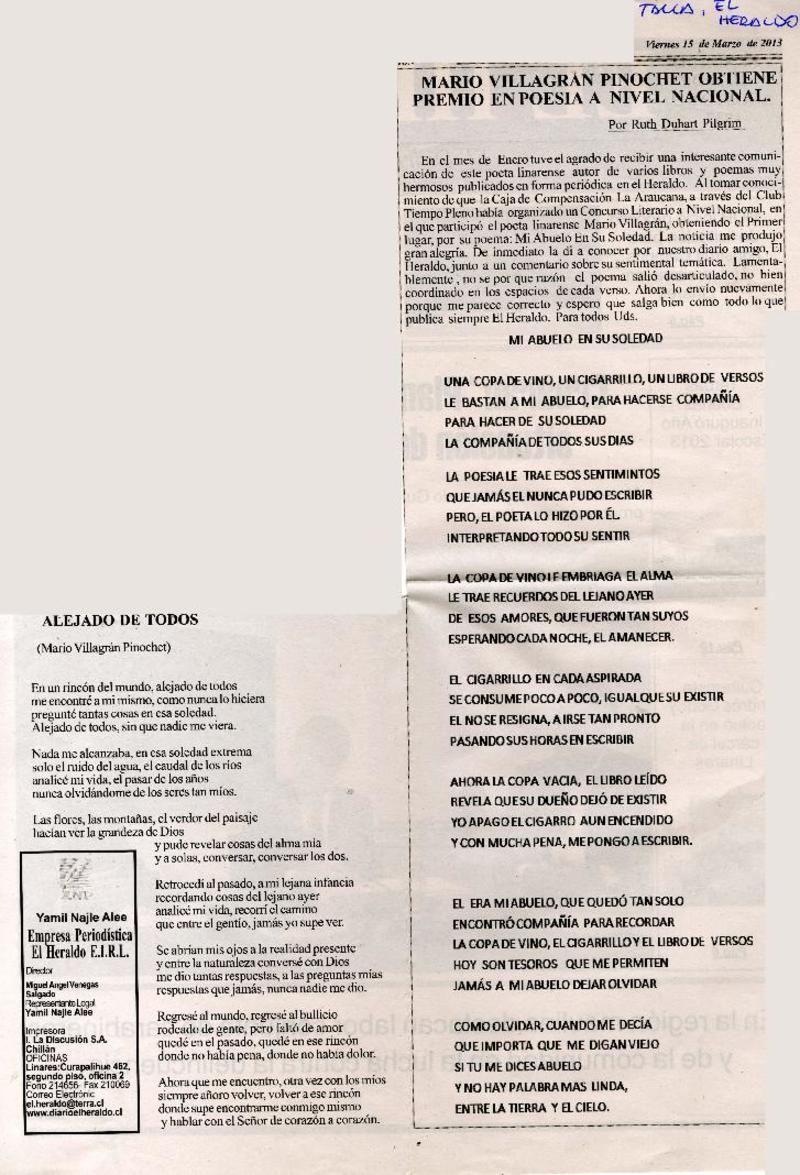 TALCA, EL
HERALDO
Viernes 15 de Marzo de 2013
MARIO VILLAGRÁN PINOCHET OBTIENE
PREMIO EN POESIA A NIVEL NACIONAL.
Por Ruth Duhart Pilgrim
En el mes de Enero tuve el agrado de recibir una interesante comuni-
cación de este poeta linarense autor de varios libros y poemas muy
hermosos publicados en forma periódica en el Heraldo. Al tomar conoci-
miento de que la Caja de Compensación La Araucana, a través del Club
Tiempo Pleno había organizado un Concurso Literario a Nivel Nacional, en
el que participó el poeta linarense Mario Villagrán, obteniendo el Primer
lugar, por su poema: Mi Abuelo En Su Soledad. La noticia me produjo
gran alegría. De inmediato la di a conocer por nuestro diario amigo, El
Heraldo, junto a un comentario sobre su sentimental temática. Lamenta-
blemente , no se por que razón el poema salió desarticulado, no bien
coordinado en los espacios de cada verso. Ahora lo envío nuevamente
porque me parece correcto y espero que salga bien como todo lo que
publica siempre El Heraldo. Para todos Uds.
MI ABUELO EN SU SOLEDAD
UNA COPA DE VINO, UN CIGARRILLO, UN LIBRO DE VERSOS
LE BASTAN A MI ABUELO, PARA HACERSE COMPAÑÍA
PARA HACER DE SU SOLEDAD
LA COMPAÑÍA DE TODOS SUS DIAS
LA POESIA LE TRAE ESOS SENTIMINTOS
QUE JAMÁS EL NUNCA PUDO ESCRIBIR
PERO, EL POETA LO HIZO POR ÉL.
INTERPRETANDO TODO SU SENTIR
LA COPA DE VINO LE EMBRIAGA EL ALMA
LE TRAE RECUERDOS DEL LEJANO AYER
DE ESOS AMORES, QUE FUERON TAN SUYOS
ESPERANDO CADA NOCHE, EL AMANECER.
EL CIGARRILLO EN CADA ASPIRADA
SE CONSUME POCO A POCO, IGUAL QUE SU EXISTIR
EL NO SE RESIGNA, A IRSE TAN PRONTO
PASANDO SUS HORAS EN ESCRIBIR
AHORA LA COPA VACIA, EL LIBRO LEÍDO
REVELA QUE SU DUEÑO DEJÓ DE EXISTIR
YO APAGO EL CIGARRO AUN ENCENDIDO
Y CON MUCHA PENA, ME PONGO A ESCRIBIR.
EL ERA MI ABUELO, QUE QUEDÓ TAN SOLO
ENCONTRÓ COMPAÑÍA PARA RECORDAR
LA COPA DE VINO, EL CIGARRILLO Y EL LIBRO DE VERSOS
HOY SON TESOROS QUE ME PERMITEN
JAMÁS A MI ABUELO DEJAR OLVIDAR
COMO OLVIDAR, CUANDO ME DECÍA
QUE IMPORTA QUE ME DIGAN VIEJO
SI TU ME DICES ABUELO
Y NO HAY PALABRA MAS LINDA,
ENTRE LA TIERRA Y EL CIELO.
ALEJADO DE TODOS
(Mario Villagrán Pinochet)
En un rincón del mundo, alejado de todos
me encontré a mi mismo, como nunca lo hiciera
pregunté tantas cosas en esa soledad.
Alejado de todos, sin que nadie me viera.
Nada me alcanzaba, en esa soledad extrema
solo el ruido del agua, el caudal de los ríos
analicé mi vida, el pasar de los años
nunca olvidándome de los seres tan míos.
Las flores, las montañas, el verdor del paisaje
hacían ver la grandeza de Dios
y pude revelar cosas del alma mía
y a solas, conversar, conversar los dos.
Retrocedí al pasado, a mi lejana infancia
recordando cosas del lejano ayer
analicé mi vida, recorrí el camino
que entre el gentío, jamás yo supe ver.
Se abrían mis ojos a la realidad presente
y entre la naturaleza conversé con Dios
me dio tantas respuestas, a las preguntas mías
respuestas que jamás, nunca nadie me dio.
Regresé al mundo, regresé al bullicio
rodeado de gente, pero faltó de amor
quedé en el pasado, quedé en ese rincón
donde no había pena, donde no había dolor.
Ahora que me encuentro, otra vez con los míos
siempre añoro volver, volver a ese rincón
donde supe encontrarme conmigo mismo
y hablar con el Señor de corazón a corazón.
Yamil Najle Alee
Empresa Periodística
El Heraldo E.I.R.L.
Director
Miguel Angel Venegas
Salgado
Representante Legal
Yamil Najle Alee
Impresora
I. La Discusión S.A.
Chillán
OFICINAS
Linares:Curapalihue 462,
segundo piso, oficina 2
Fono 214656- Fax 210069
Correo Electrónic
el.heraldo@terra.cl
www.diarioelheraldo.cl